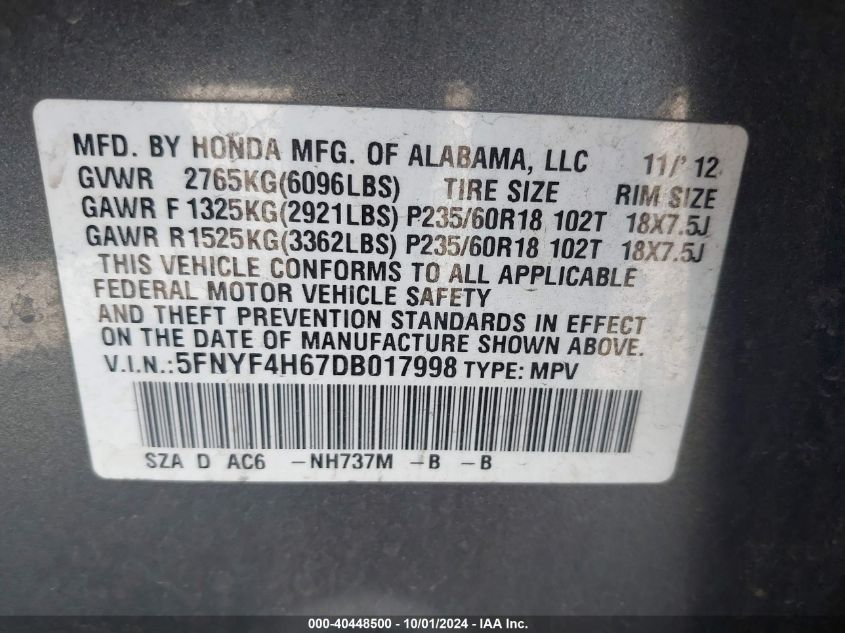 MFD. BY HONDA MFG. OF ALABAMA, LLC 11/'12
GVWR 2765KG(6096LBS) TIRE SIZE RIM SIZE
GAWR F 1325KG(2921LBS) P235/60R18 102T 18X7.5J
GAWR R1525KG(3362LBS) P235/60R18 102T 18X7.5J
THIS VEHICLE CONFORMS TO ALL APPLICABLE
FEDERAL MOTOR VEHICLE SAFETY
AND THEFT PREVENTION STANDARDS IN EFFECT
ON THE DATE OF MANUFACTURE SHOWN ABOVE.
V.I.N.:5FNYF4H67DB017998 TYPE: MPV
SZA D AC6 -NH737M -B -B
000-40448500 - 10/01/2024 - IAA Inc.